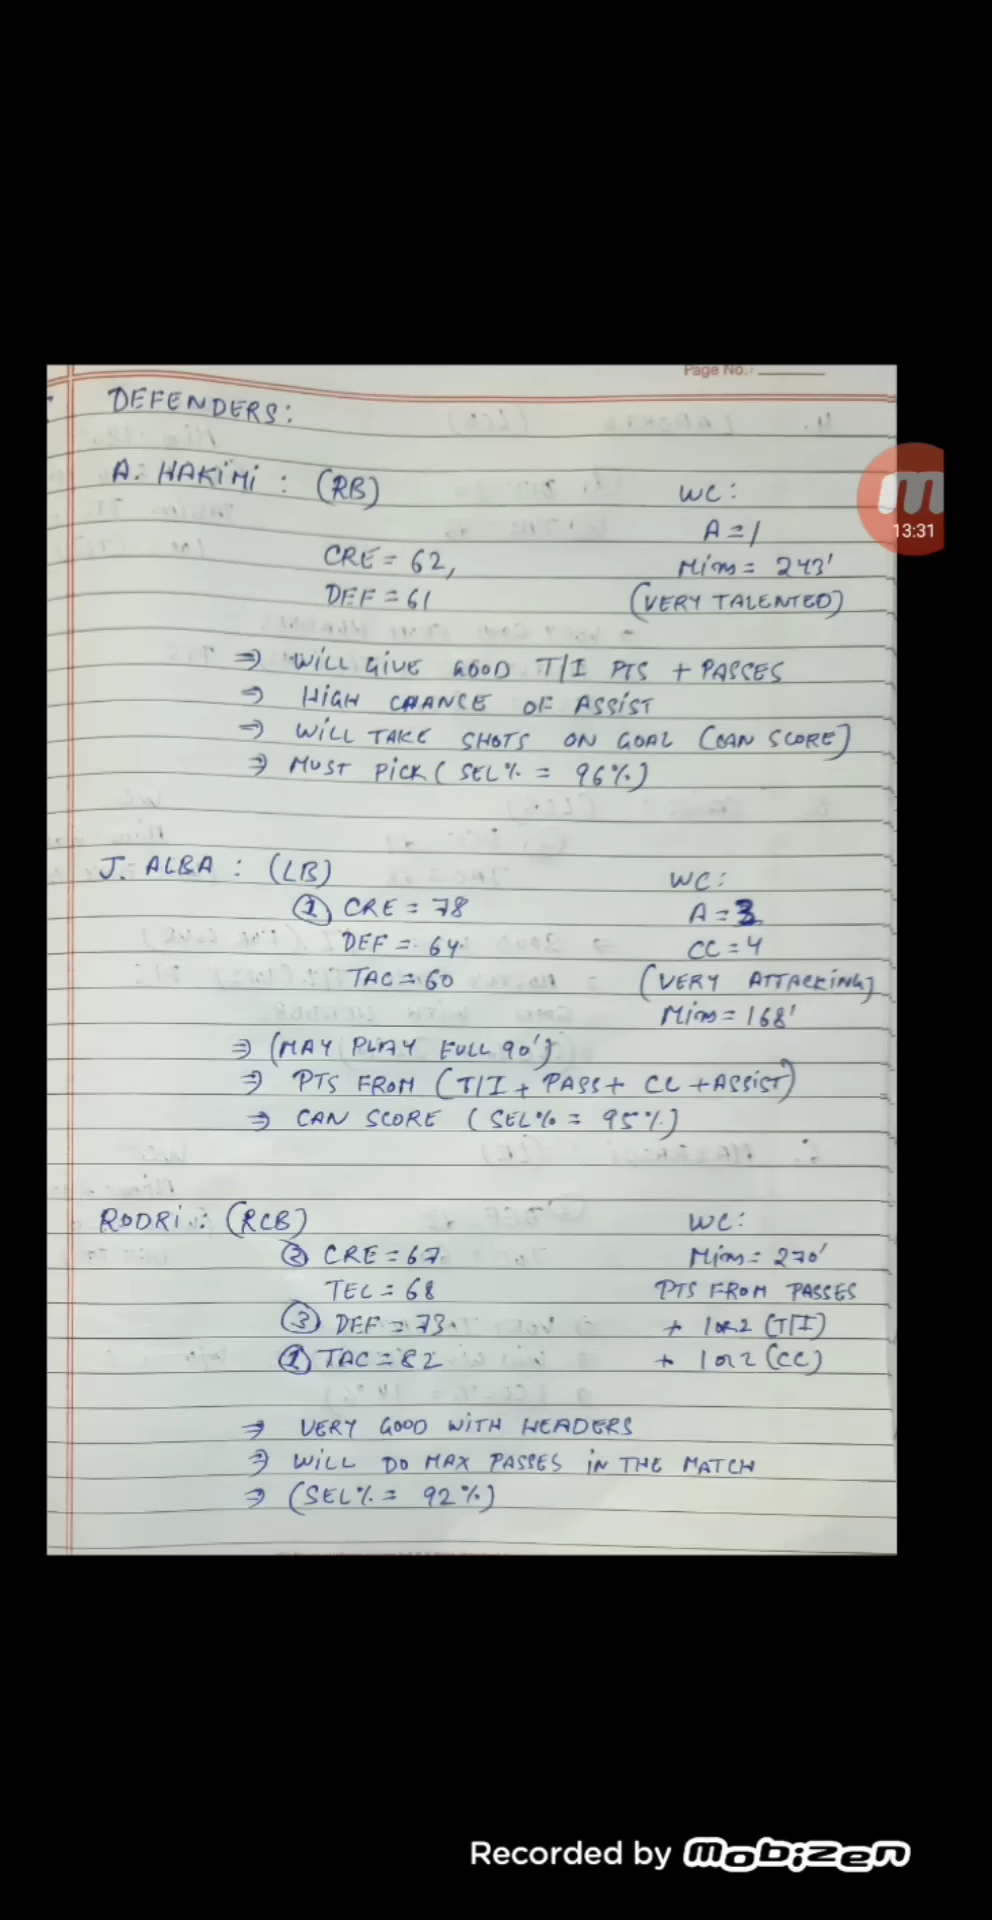 Page No.:
DEFENDERS:
A. HAKIMI : (RB)
WC:
A = 1
CRE = 62,
Mins = 243'
DEF = 61
(VERY TALENTED)
⇒ WILL GIVE GOOD T/I PTS + PASSES
⇒ HIGH CHANCE OF ASSIST
⇒ WILL TAKE SHOTS ON GOAL (CAN SCORE)
⇒ MUST PICK (SEL% = 96%)
J. ALBA : (LB)
WC:
① CRE = 78
A = 3
DEF = 64
CC = 4
TAC = 60
(VERY ATTACKING)
Mins = 168'
⇒ (MAY PLAY FULL 90')
⇒ PTS FROM (T/I + PASS + CC + ASSIST)
⇒ CAN SCORE (SEL% = 95%)
RODRI : (RCB)
WC:
② CRE = 67
Mins = 270'
TEC = 68
PTS FROM PASSES
③ DEF = 73
+ 1 or 2 (T/I)
① TAC = 82
+ 1 or 2 (CC)
⇒ VERY GOOD WITH HEADERS
⇒ WILL DO MAX PASSES IN THE MATCH
⇒ (SEL% = 92%)
13:31
Recorded by mobizen